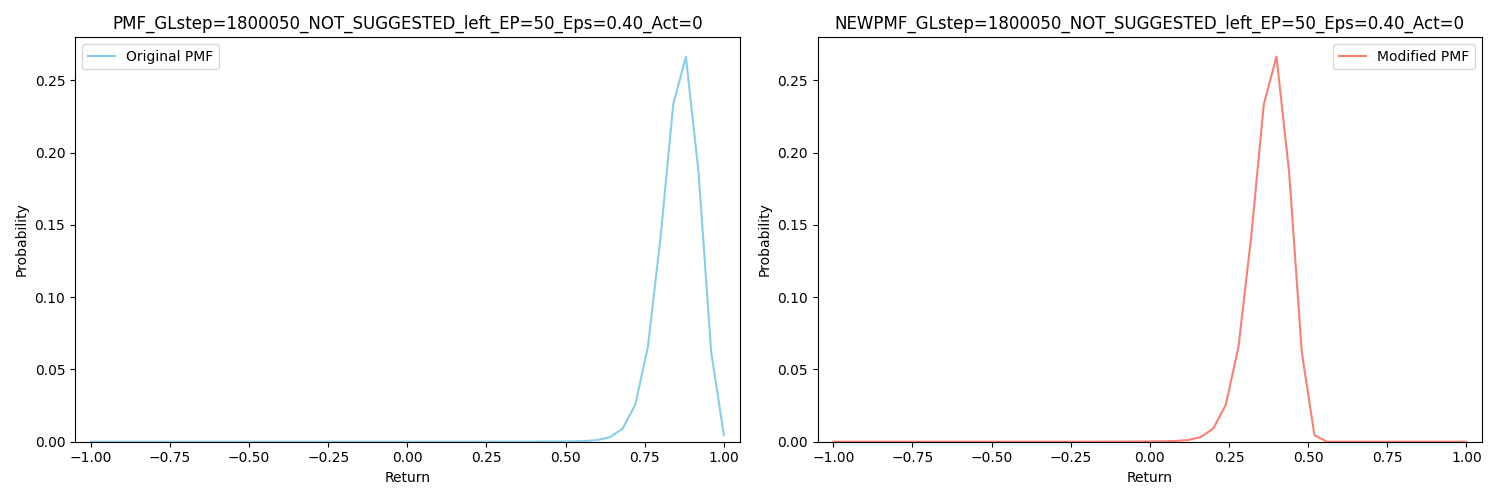 PMF_GLstep=1800050_NOT_SUGGESTED_left_EP=50_Eps=0.40_Act=0
Original PMF
Probability
0.25
0.20
0.15
0.10
0.05
0.00
−1.00 −0.75 −0.50 −0.25 0.00 0.25 0.50 0.75 1.00
Return
NEWPMF_GLstep=1800050_NOT_SUGGESTED_left_EP=50_Eps=0.40_Act=0
Modified PMF
Probability
0.25
0.20
0.15
0.10
0.05
0.00
−1.00 −0.75 −0.50 −0.25 0.00 0.25 0.50 0.75 1.00
Return